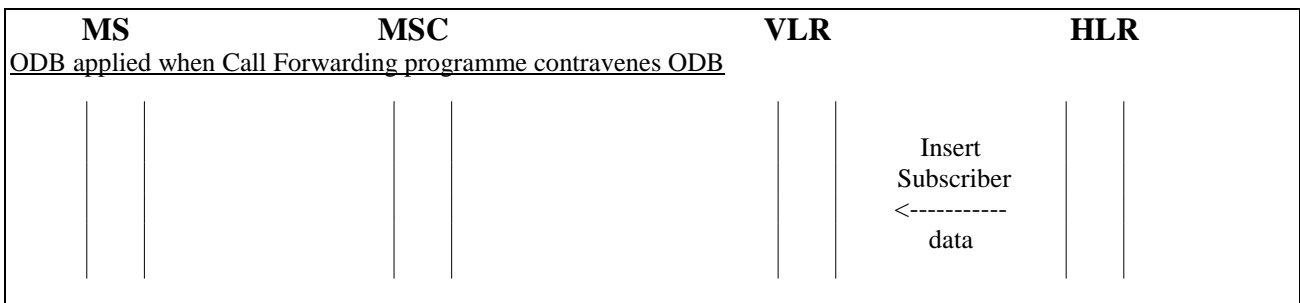 MS MSC VLR HLR
ODB applied when Call Forwarding programme contravenes ODB
Insert
Subscriber
<-----------
data